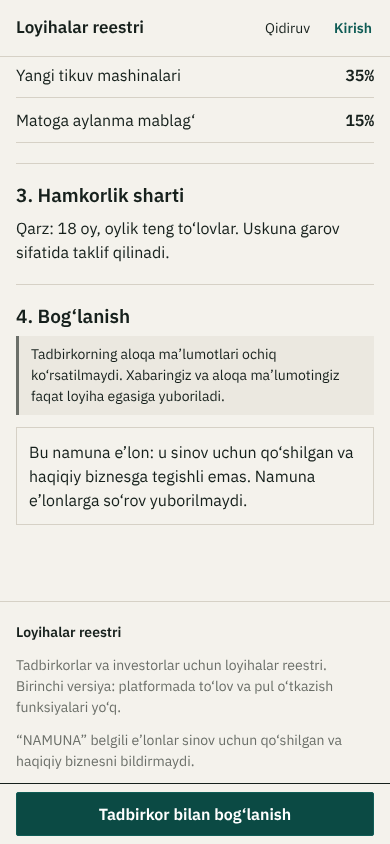 Loyihalar reestri
Qidiruv
Kirish
Yangi tikuv mashinalari 35%
Matoga aylanma mablag‘ 15%
3. Hamkorlik sharti
Qarz: 18 oy, oylik teng to‘lovlar. Uskuna garov
sifatida taklif qilinadi.
4. Bog‘lanish
Tadbirkorning aloqa ma’lumotlari ochiq
ko‘rsatilmaydi. Xabaringiz va aloqa ma’lumotingiz
faqat loyiha egasiga yuboriladi.
Bu namuna e’lon: u sinov uchun qo‘shilgan va
haqiqiy biznesga tegishli emas. Namuna
e’lonlarga so‘rov yuborilmaydi.
Loyihalar reestri
Tadbirkorlar va investorlar uchun loyihalar reestri.
Birinchi versiya: platformada to‘lov va pul o‘tkazish
funksiyalari yo‘q.
“NAMUNA” belgili e’lonlar sinov uchun qo‘shilgan va
haqiqiy biznesni bildirmaydi.
Tadbirkor bilan bog‘lanish